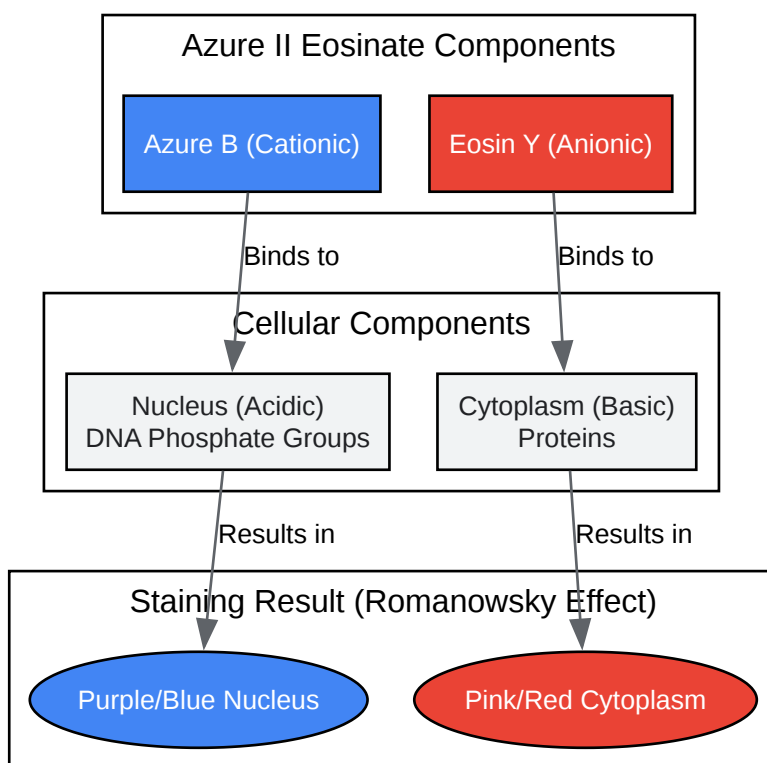 Azure II Eosinate Components
Azure B (Cationic)
Eosin Y (Anionic)
Binds to
Binds to
Cellular Components
Nucleus (Acidic)
DNA Phosphate Groups
Cytoplasm (Basic)
Proteins
Results in
Results in
Staining Result (Romanowsky Effect)
Purple/Blue Nucleus
Pink/Red Cytoplasm